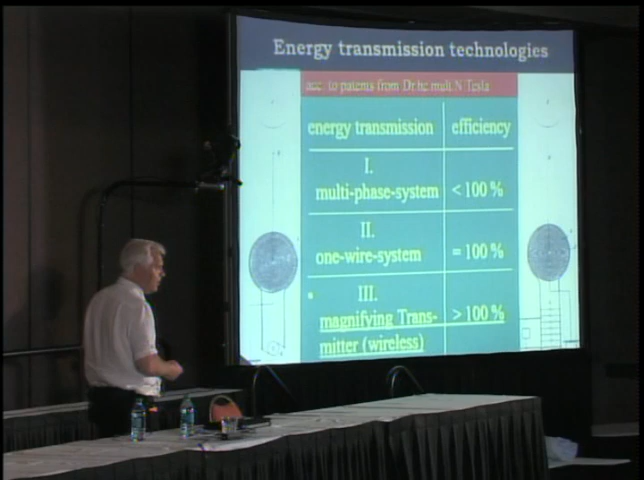 Energy transmission technologies
acc. to patents from Dr.hc.mult.N.Tesla
energy transmission efficiency
I.
multi-phase-system < 100 %
II.
one-wire-system = 100 %
III.
magnifying Trans- > 100 %
mitter (wireless)